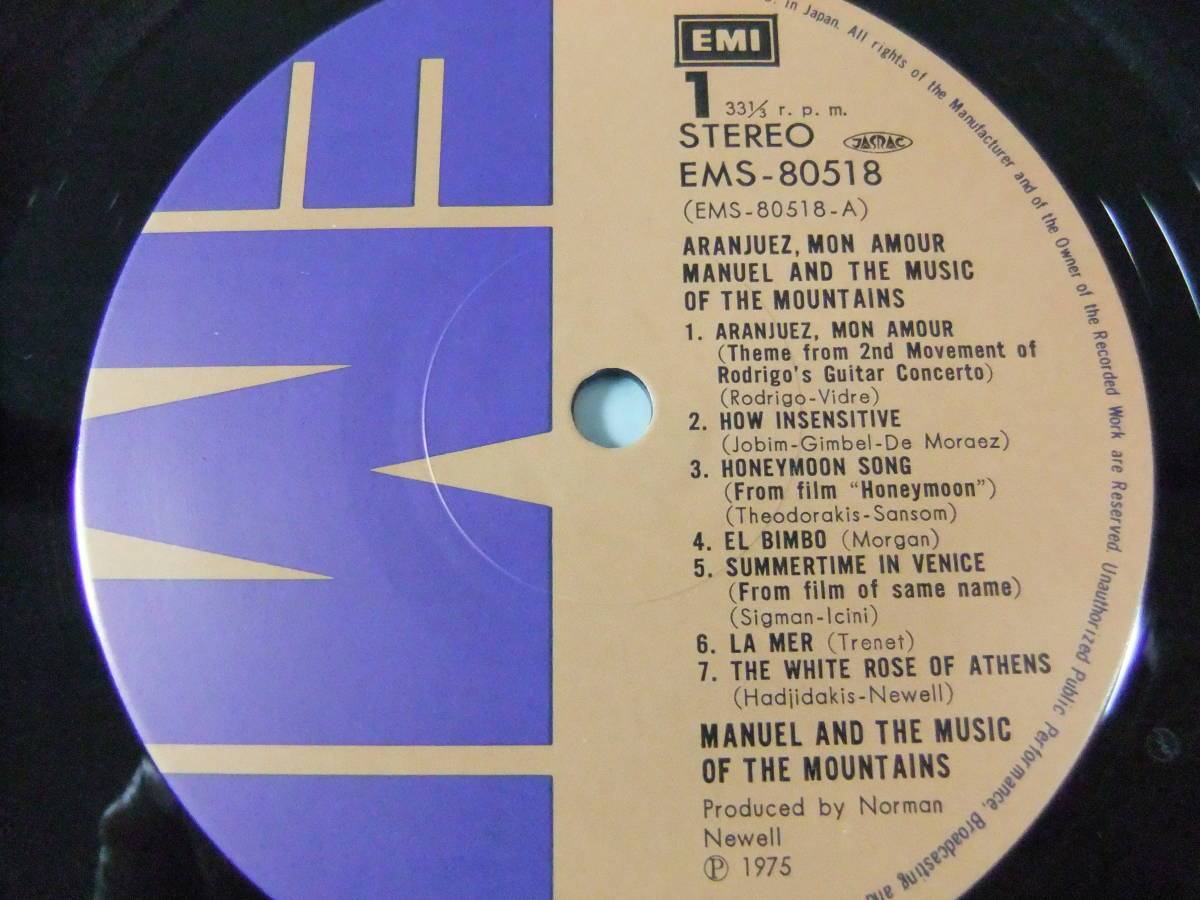 EMI
1 33⅓ r. p. m.
STEREO JASRAC
EMS-80518
(EMS-80518-A)
ARANJUEZ, MON AMOUR
MANUEL AND THE MUSIC
OF THE MOUNTAINS
1. ARANJUEZ, MON AMOUR
(Theme from 2nd Movement of
Rodrigo's Guitar Concerto)
(Rodrigo-Vidre)
2. HOW INSENSITIVE
(Jobim-Gimbel-De Moraez)
3. HONEYMOON SONG
(From film "Honeymoon")
(Theodorakis-Sansom)
4. EL BIMBO (Morgan)
5. SUMMERTIME IN VENICE
(From film of same name)
(Sigman-Icini)
6. LA MER (Trenet)
7. THE WHITE ROSE OF ATHENS
(Hadjidakis-Newell)
MANUEL AND THE MUSIC
OF THE MOUNTAINS
Produced by Norman
Newell
Ⓟ 1975
in Japan. All rights of the Manufacturer and of the Owner of the Recorded Work are Reserved. Unauthorized Public Performance, Broadcasting and